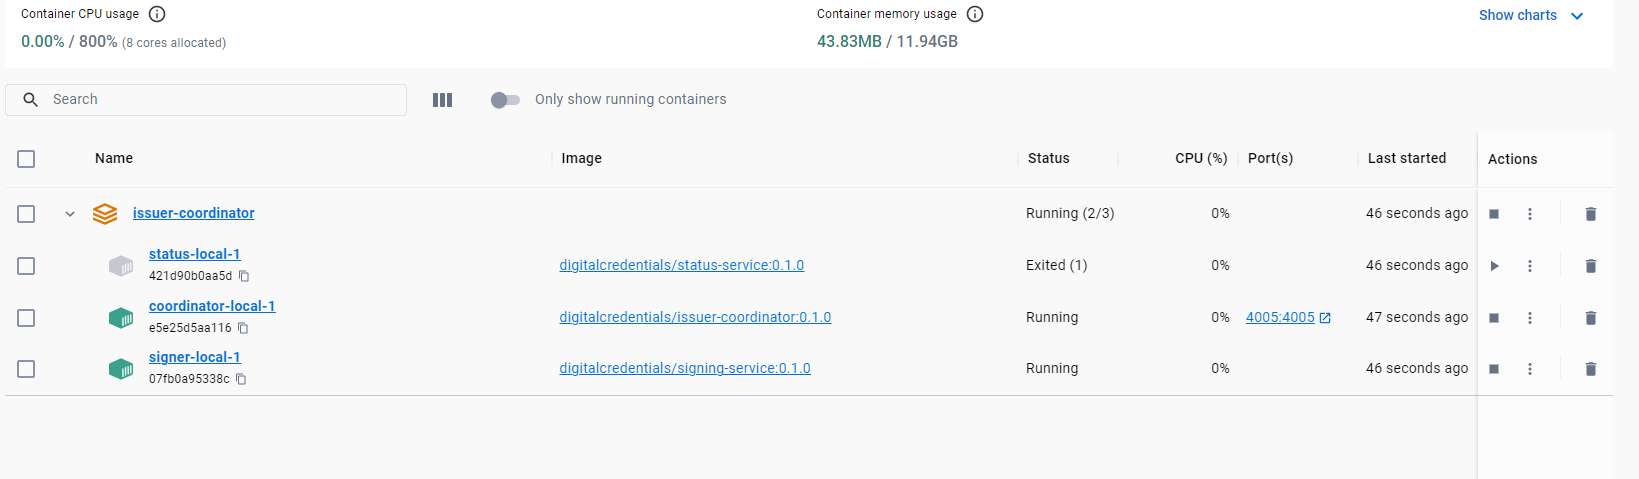 Container CPU usage
Container memory usage
Show charts
0.00% / 800% (8 cores allocated)
43.83MB / 11.94GB
Search
Only show running containers
Name Image Status CPU (%) Port(s) Last started Actions
issuer-coordinator Running (2/3) 0% 46 seconds ago
status-local-1
421d90b0aa5d
digitalcredentials/status-service:0.1.0 Exited (1) 0% 46 seconds ago
coordinator-local-1
e5e25d5aa116
digitalcredentials/issuer-coordinator:0.1.0 Running 0% 4005:4005 47 seconds ago
signer-local-1
07fb0a95338c
digitalcredentials/signing-service:0.1.0 Running 0% 46 seconds ago